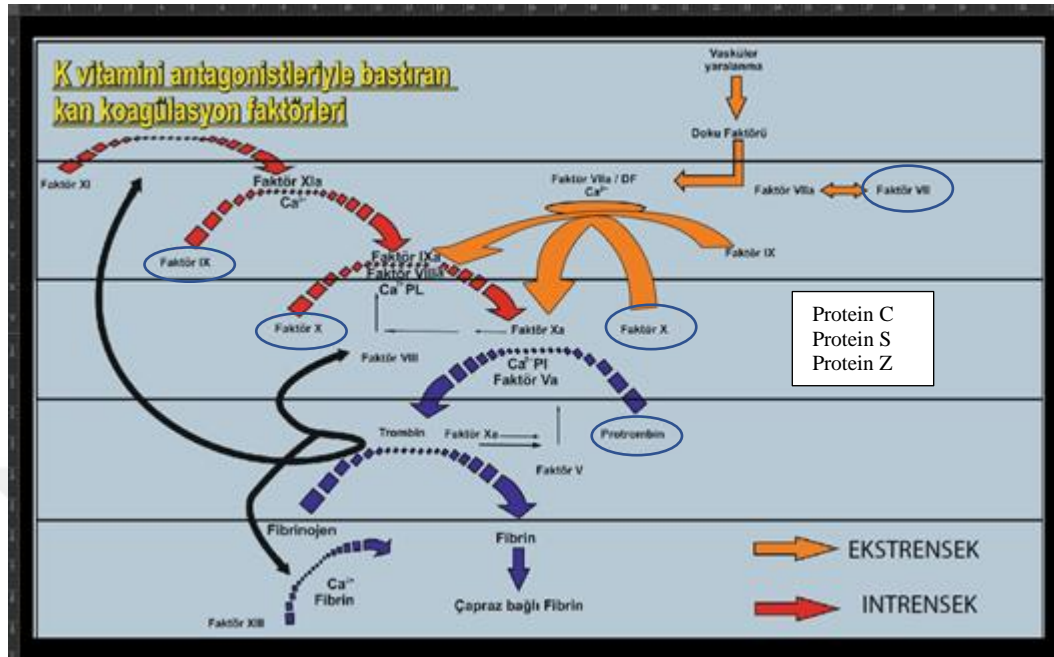 K vitamini antagonistleriyle bastıran
kan koagülasyon faktörleri
Vasküler
yaralanma
Doku Faktörü
Faktör XI
Faktör XIa
Ca²⁺
Faktör VIIa / DF
Ca²⁺
Faktör VIIa
Faktör VII
Faktör IX
Faktör IXa
Faktör VIIIa
Ca²⁺ PL
Faktör IX
Faktör X
Faktör Xa
Faktör X
Protein C
Protein S
Protein Z
Faktör VIII
Ca²⁺ Pl
Faktör Va
Trombin
Faktör Xa
Protrombin
Faktör V
Fibrinojen
Fibrin
EKSTRENSEK
Ca²⁺
Fibrin
Çapraz bağlı Fibrin
INTRENSEK
Faktör XIII